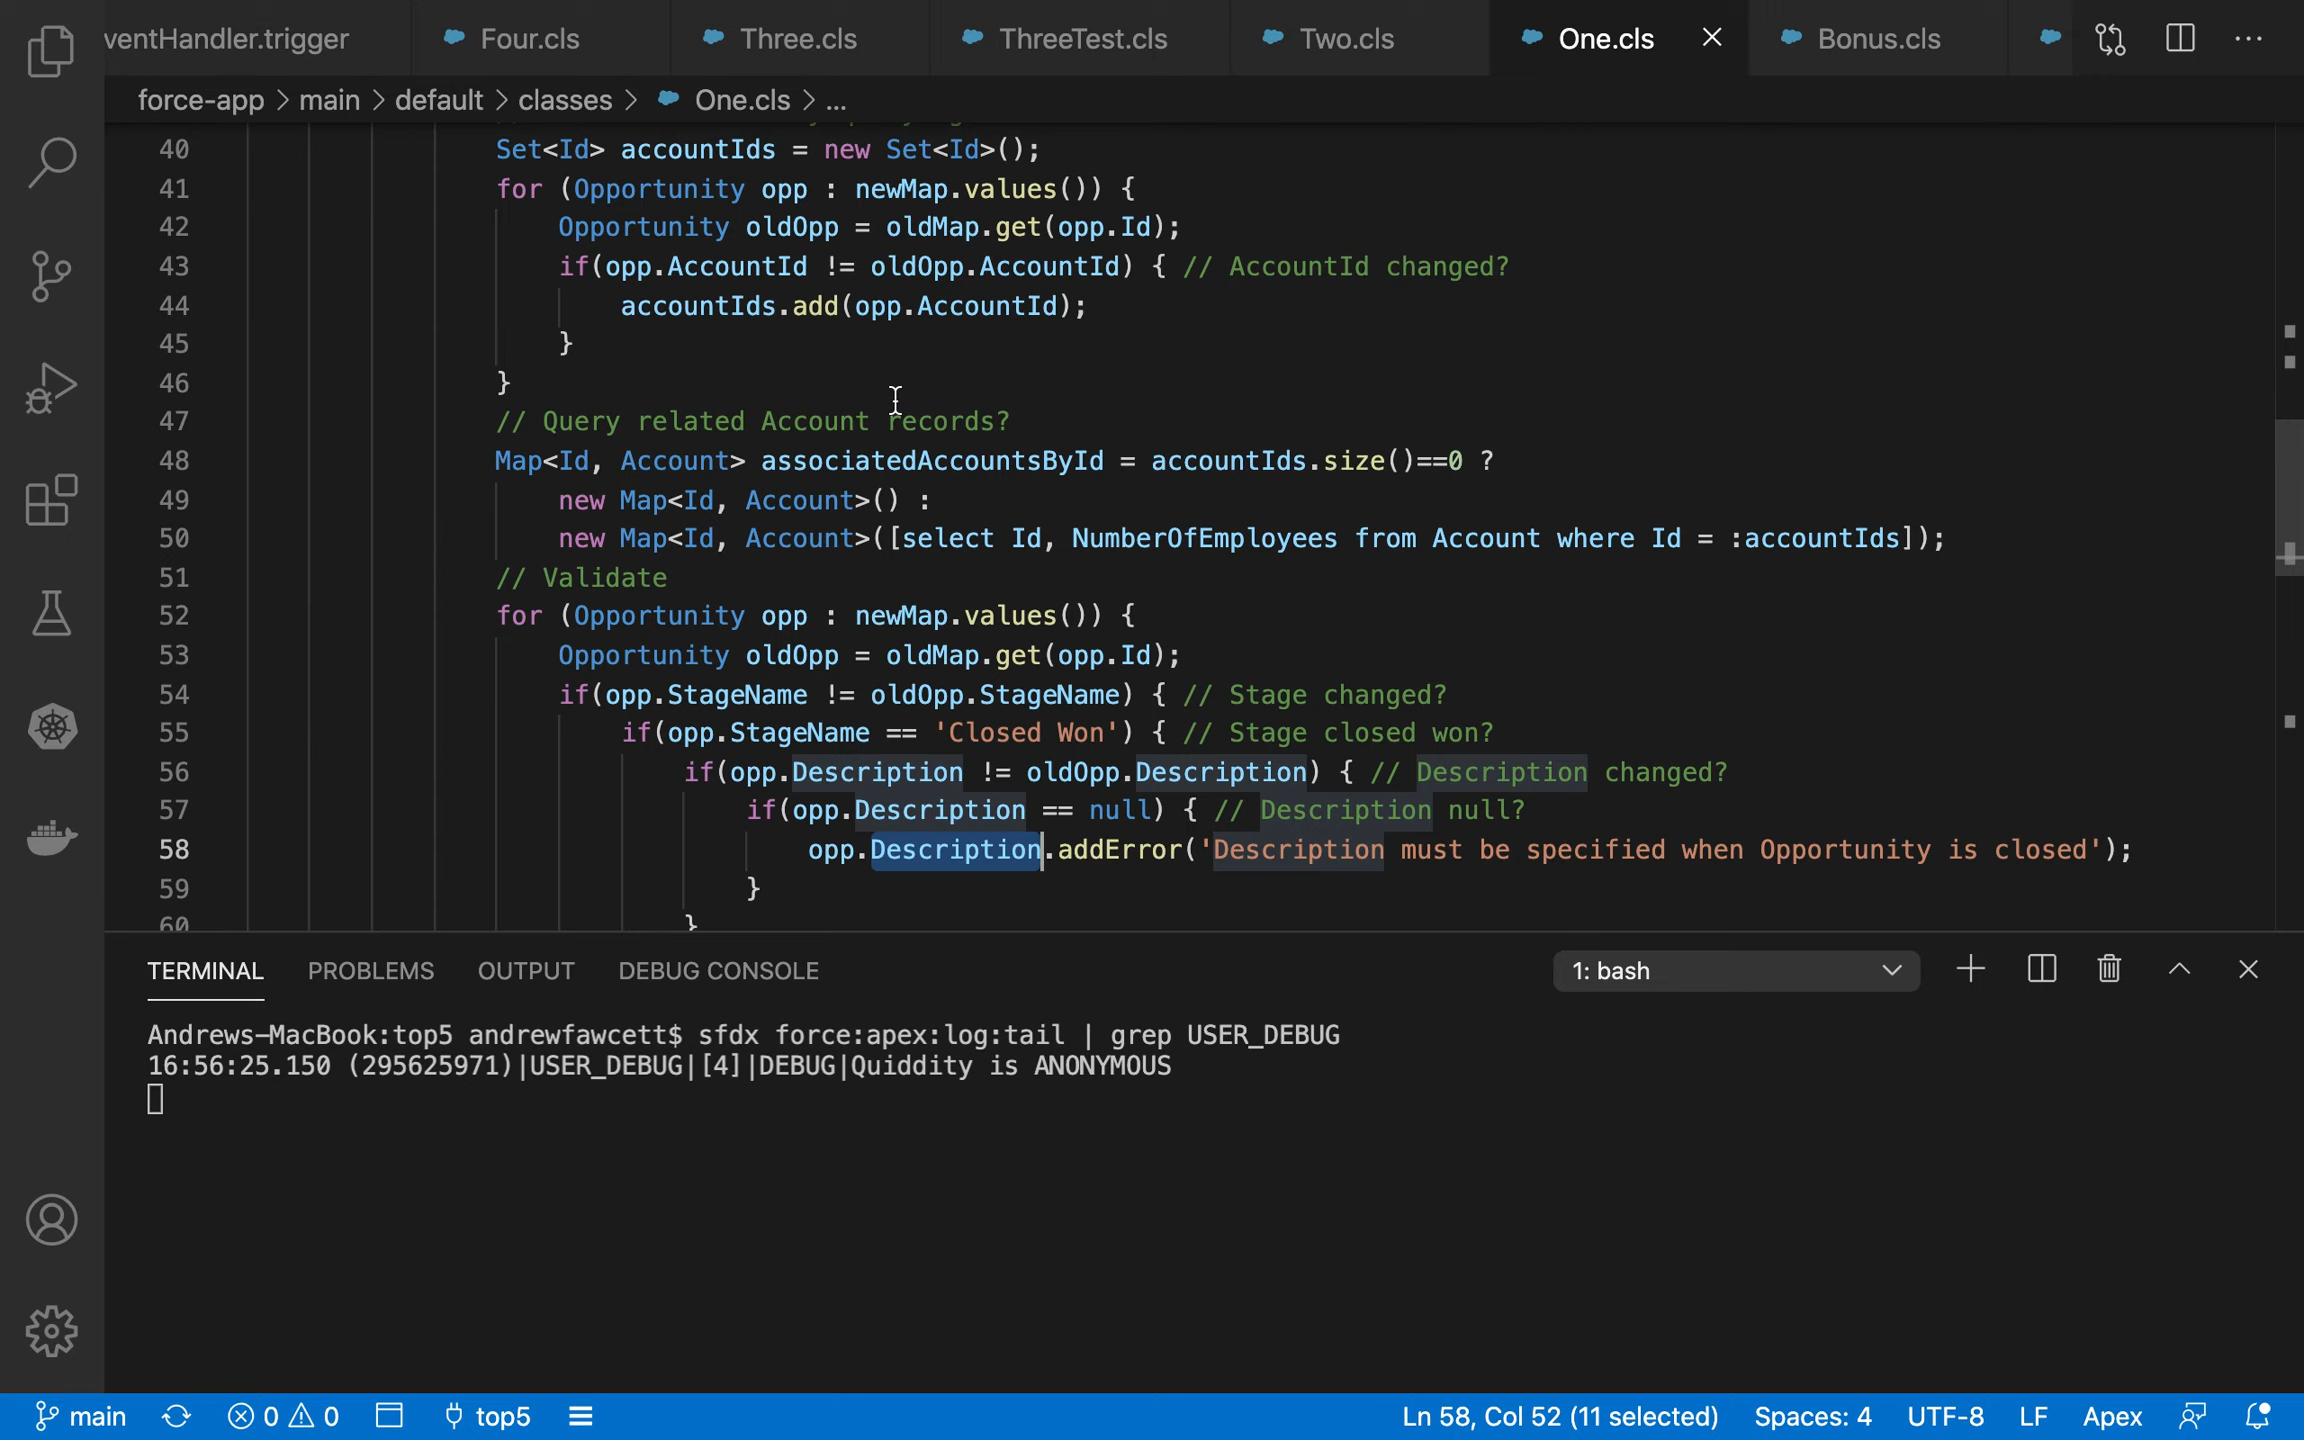 ventHandler.trigger
Four.cls
Three.cls
ThreeTest.cls
Two.cls
One.cls
Bonus.cls
force-app > main > default > classes > One.cls > ...
40 Set<Id> accountIds = new Set<Id>();
41 for (Opportunity opp : newMap.values()) {
42 Opportunity oldOpp = oldMap.get(opp.Id);
43 if(opp.AccountId != oldOpp.AccountId) { // AccountId changed?
44 accountIds.add(opp.AccountId);
45 }
46 }
47 // Query related Account records?
48 Map<Id, Account> associatedAccountsById = accountIds.size()==0 ?
49 new Map<Id, Account>() :
50 new Map<Id, Account>([select Id, NumberOfEmployees from Account where Id = :accountIds]);
51 // Validate
52 for (Opportunity opp : newMap.values()) {
53 Opportunity oldOpp = oldMap.get(opp.Id);
54 if(opp.StageName != oldOpp.StageName) { // Stage changed?
55 if(opp.StageName == 'Closed Won') { // Stage closed won?
56 if(opp.Description != oldOpp.Description) { // Description changed?
57 if(opp.Description == null) { // Description null?
58 opp.Description.addError('Description must be specified when Opportunity is closed');
59 }
60 }
TERMINAL PROBLEMS OUTPUT DEBUG CONSOLE 1: bash
Andrews-MacBook:top5 andrewfawcett$ sfdx force:apex:log:tail | grep USER_DEBUG
16:56:25.150 (295625971)|USER_DEBUG|[4]|DEBUG|Quiddity is ANONYMOUS
main 0 0 top5 Ln 58, Col 52 (11 selected) Spaces: 4 UTF-8 LF Apex